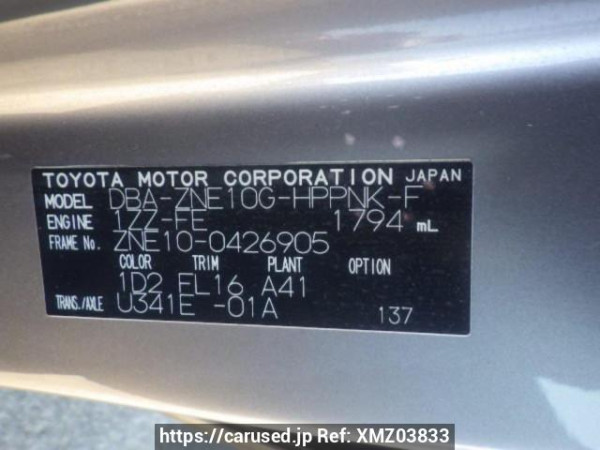 TOYOTA MOTOR CORPORATION JAPAN
MODEL DBA-ZNE10G-HPPNK-F
ENGINE 1ZZ-FE 1794 mL
FRAME No. ZNE10-0426905
COLOR TRIM PLANT OPTION
1D2 FL16 A41
TRANS./AXLE U341E -01A 137
https://carused.jp Ref: XMZ03833